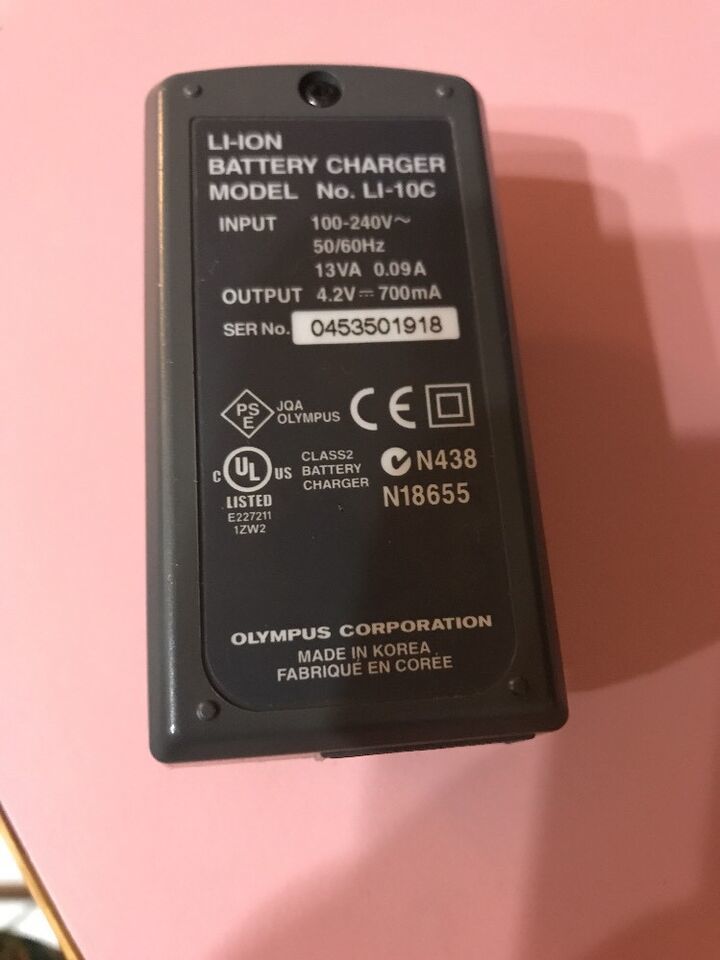 LI-ION
BATTERY CHARGER
MODEL No. LI-10C
INPUT 100-240V~
50/60Hz
13VA 0.09A
OUTPUT 4.2V⎓700mA
SER No. 0453501918
PS
E
JQA
OLYMPUS
CE
C UL US
LISTED
E227211
1ZW2
CLASS2
BATTERY
CHARGER
N438
N18655
OLYMPUS CORPORATION
MADE IN KOREA
FABRIQUÉ EN CORÉE